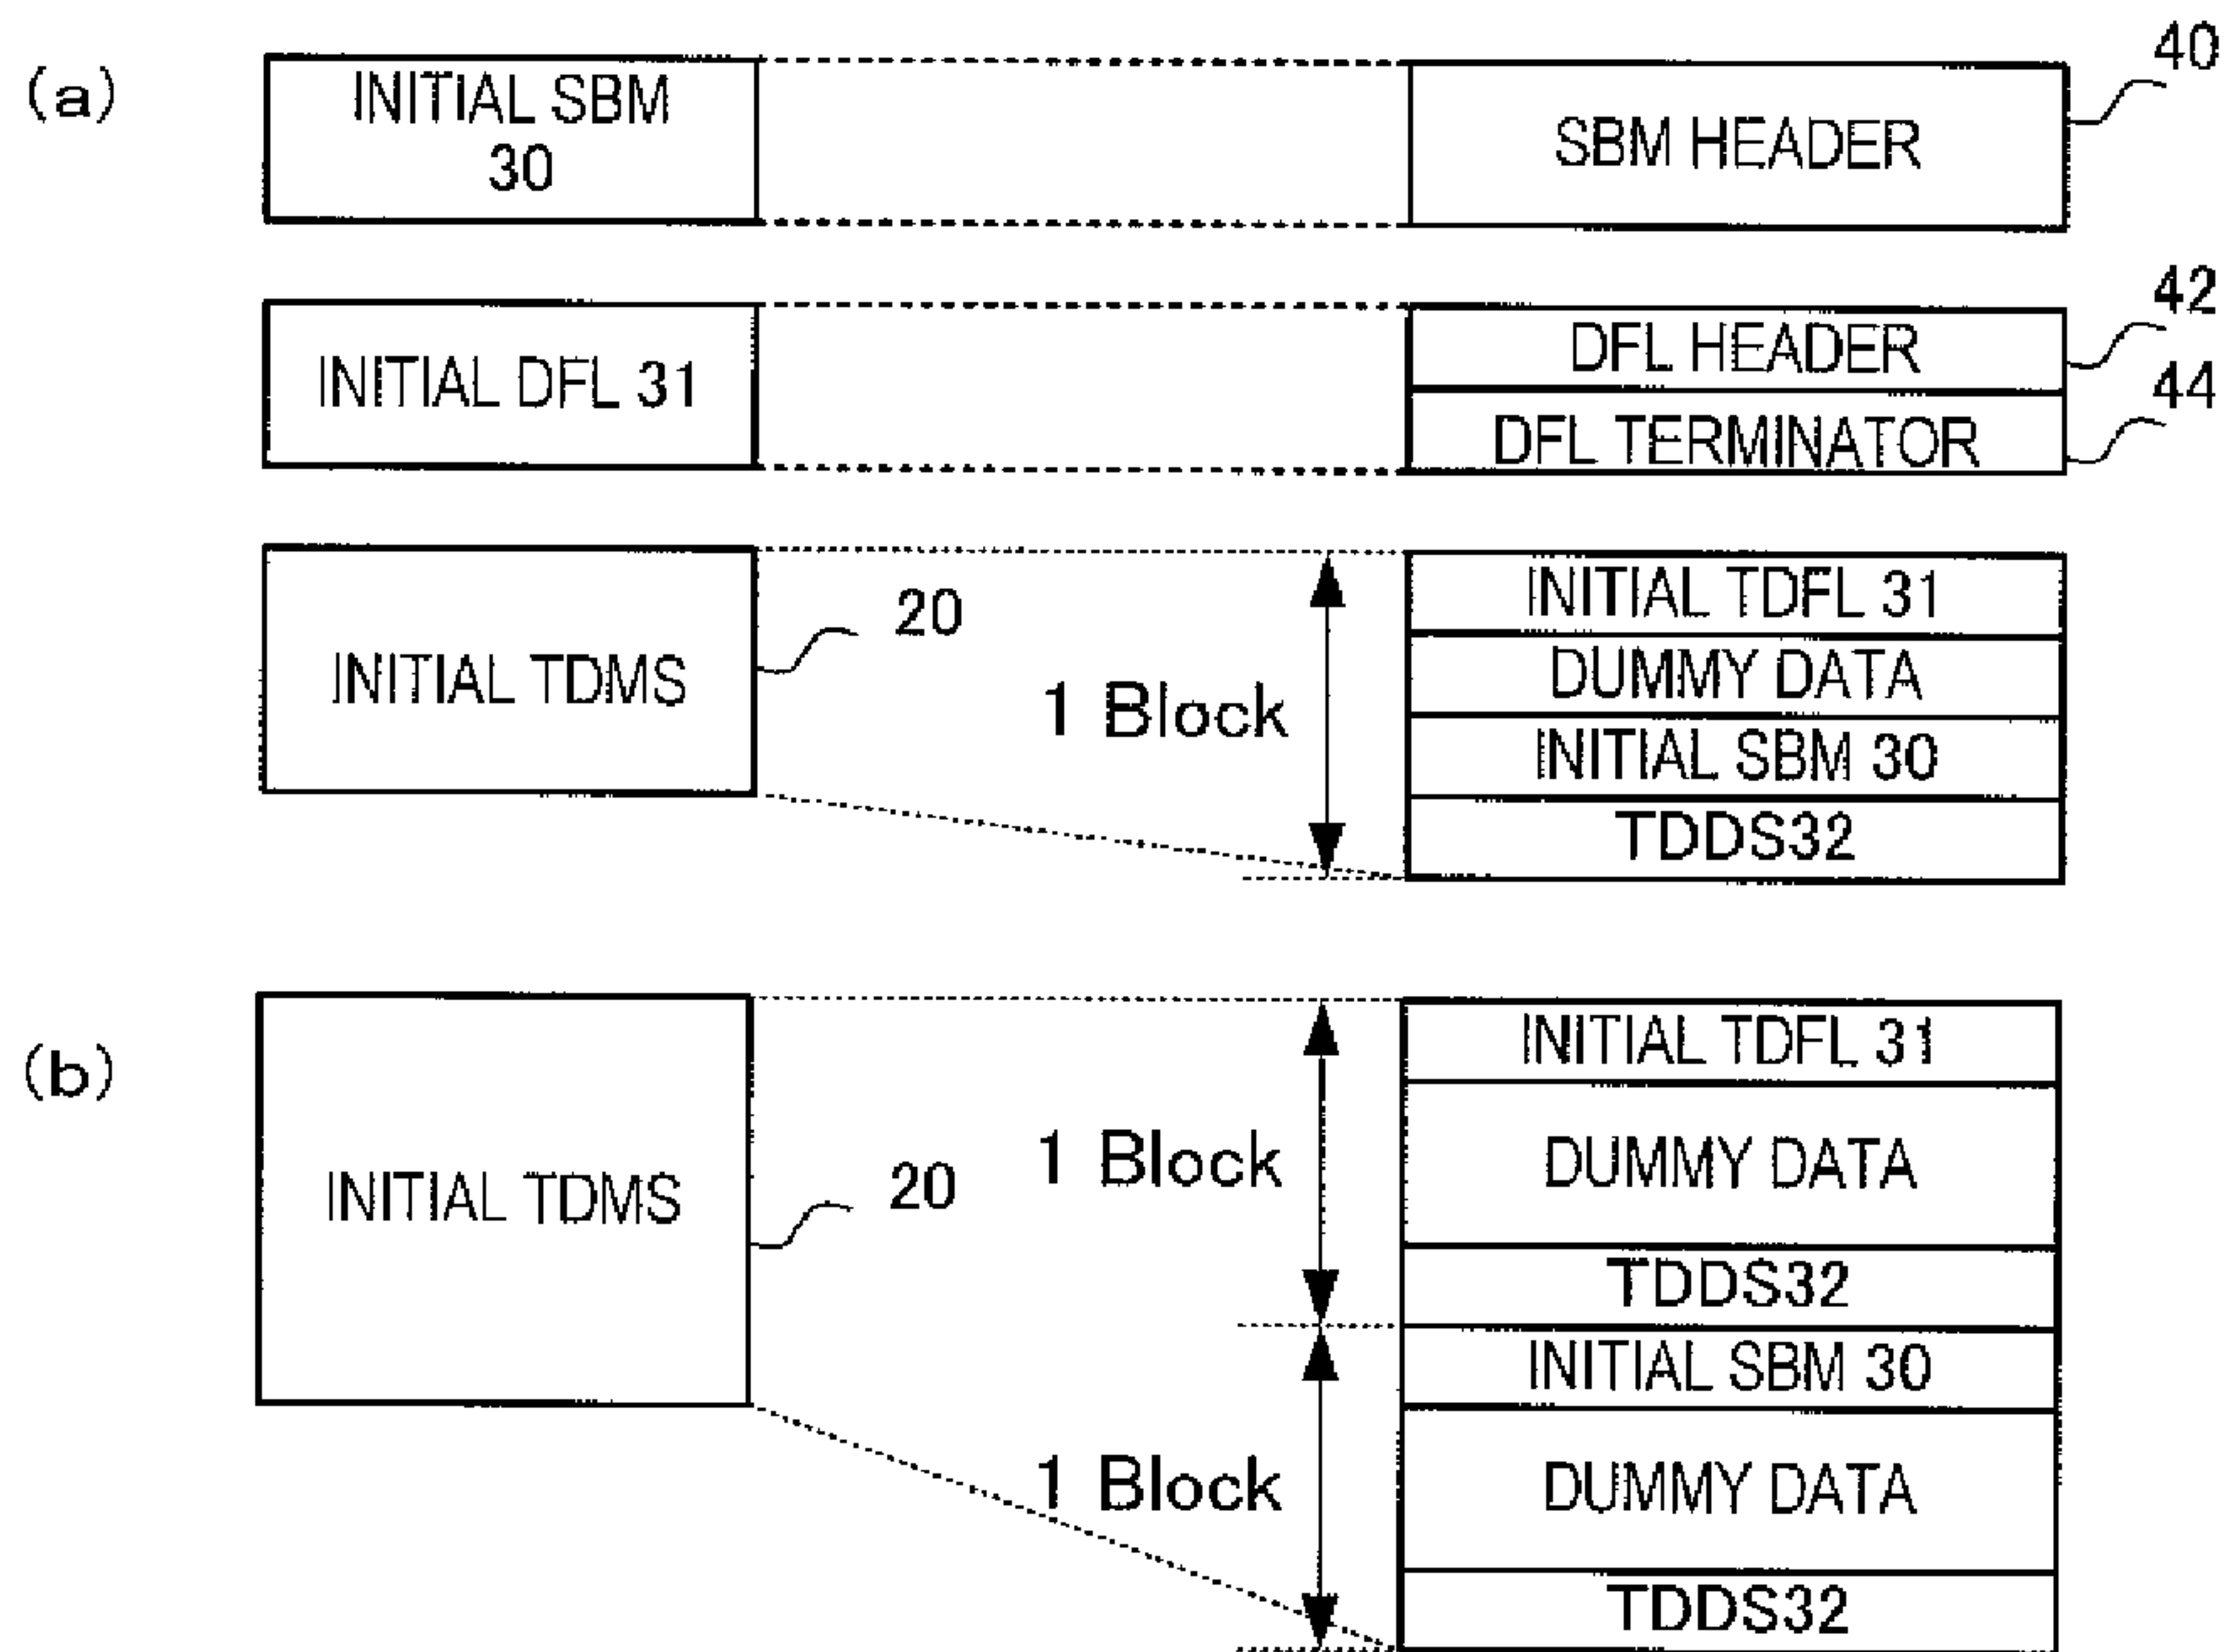 (a)
INITIAL SBM
30
SBM HEADER
40
INITIAL DFL 31
DFL HEADER
42
DFL TERMINATOR
44
INITIAL TDMS
20
1 Block
INITIAL TDFL 31
DUMMY DATA
INITIAL SBM 30
TDDS32
(b)
INITIAL TDMS
20
1 Block
1 Block
INITIAL TDFL 31
DUMMY DATA
TDDS32
INITIAL SBM 30
DUMMY DATA
TDDS32